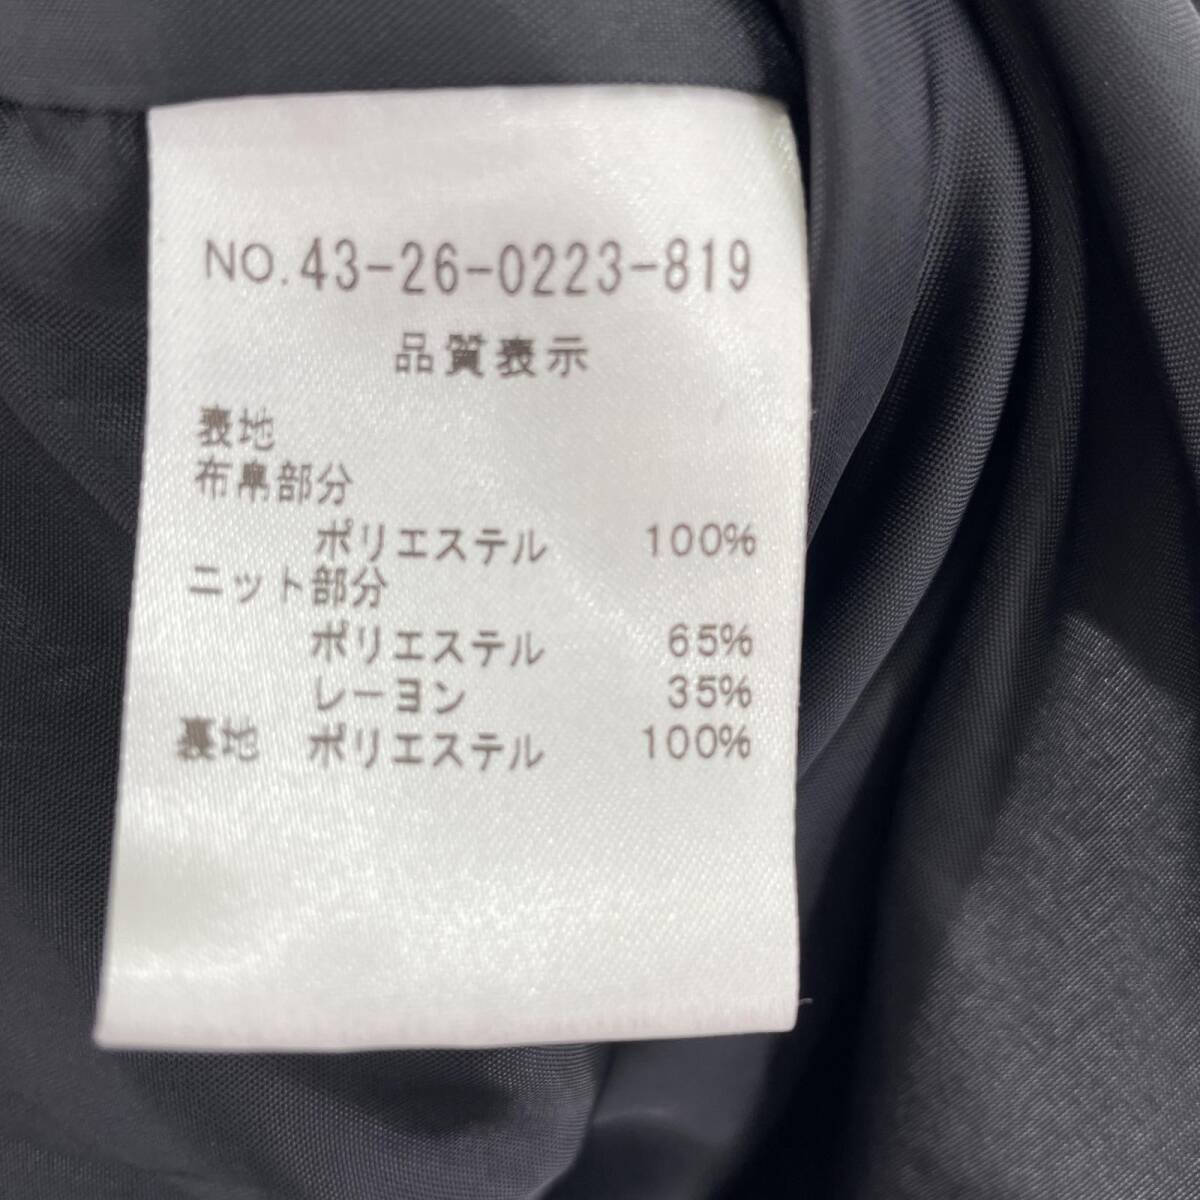 NO.43-26-0223-819
品質表示
表地
布帛部分
ポリエステル 100%
ニット部分
ポリエステル 65%
レーヨン 35%
裏地 ポリエステル 100%